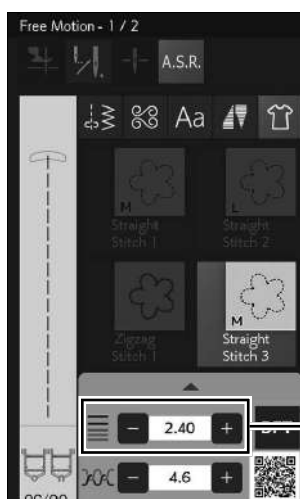 Free Motion - 1 / 2
A.S.R.
Aa
M
Straight
Stitch 1
L
Straight
Stitch 2
Zigzag
Stitch 1
M
Straight
Stitch 3
- 2.40 +
- 4.6 +